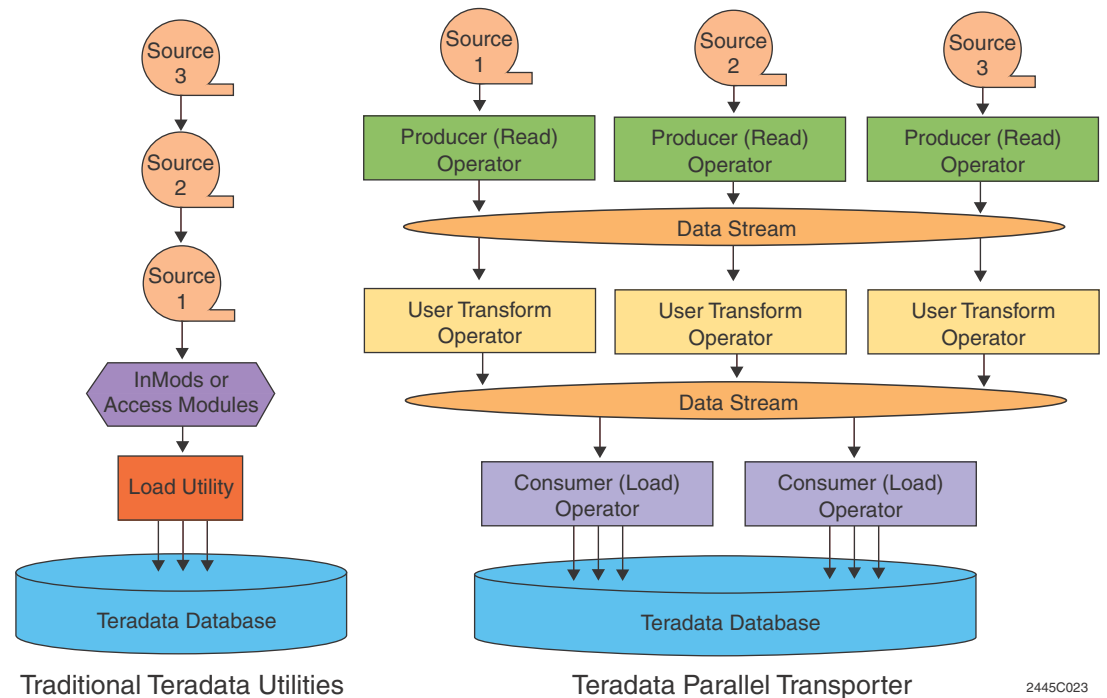 Source
3
Source
2
Source
1
InMods or
Access Modules
Load Utility
Teradata Database
Traditional Teradata Utilities
Source
1
Source
2
Source
3
Producer (Read)
Operator
Producer (Read)
Operator
Producer (Read)
Operator
Data Stream
User Transform
Operator
User Transform
Operator
User Transform
Operator
Data Stream
Consumer (Load)
Operator
Consumer (Load)
Operator
Teradata Database
Teradata Parallel Transporter
2445C023